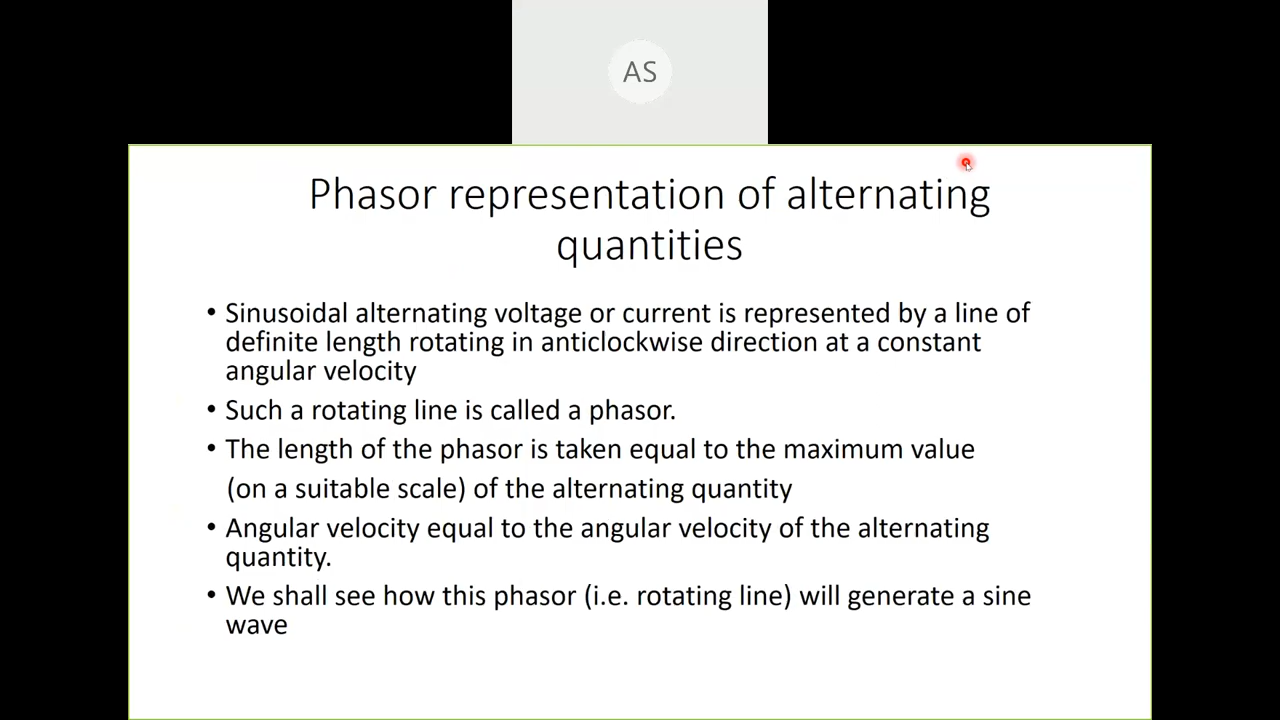 AS
Phasor representation of alternating
quantities
• Sinusoidal alternating voltage or current is represented by a line of
definite length rotating in anticlockwise direction at a constant
angular velocity
• Such a rotating line is called a phasor.
• The length of the phasor is taken equal to the maximum value
(on a suitable scale) of the alternating quantity
• Angular velocity equal to the angular velocity of the alternating
quantity.
• We shall see how this phasor (i.e. rotating line) will generate a sine
wave